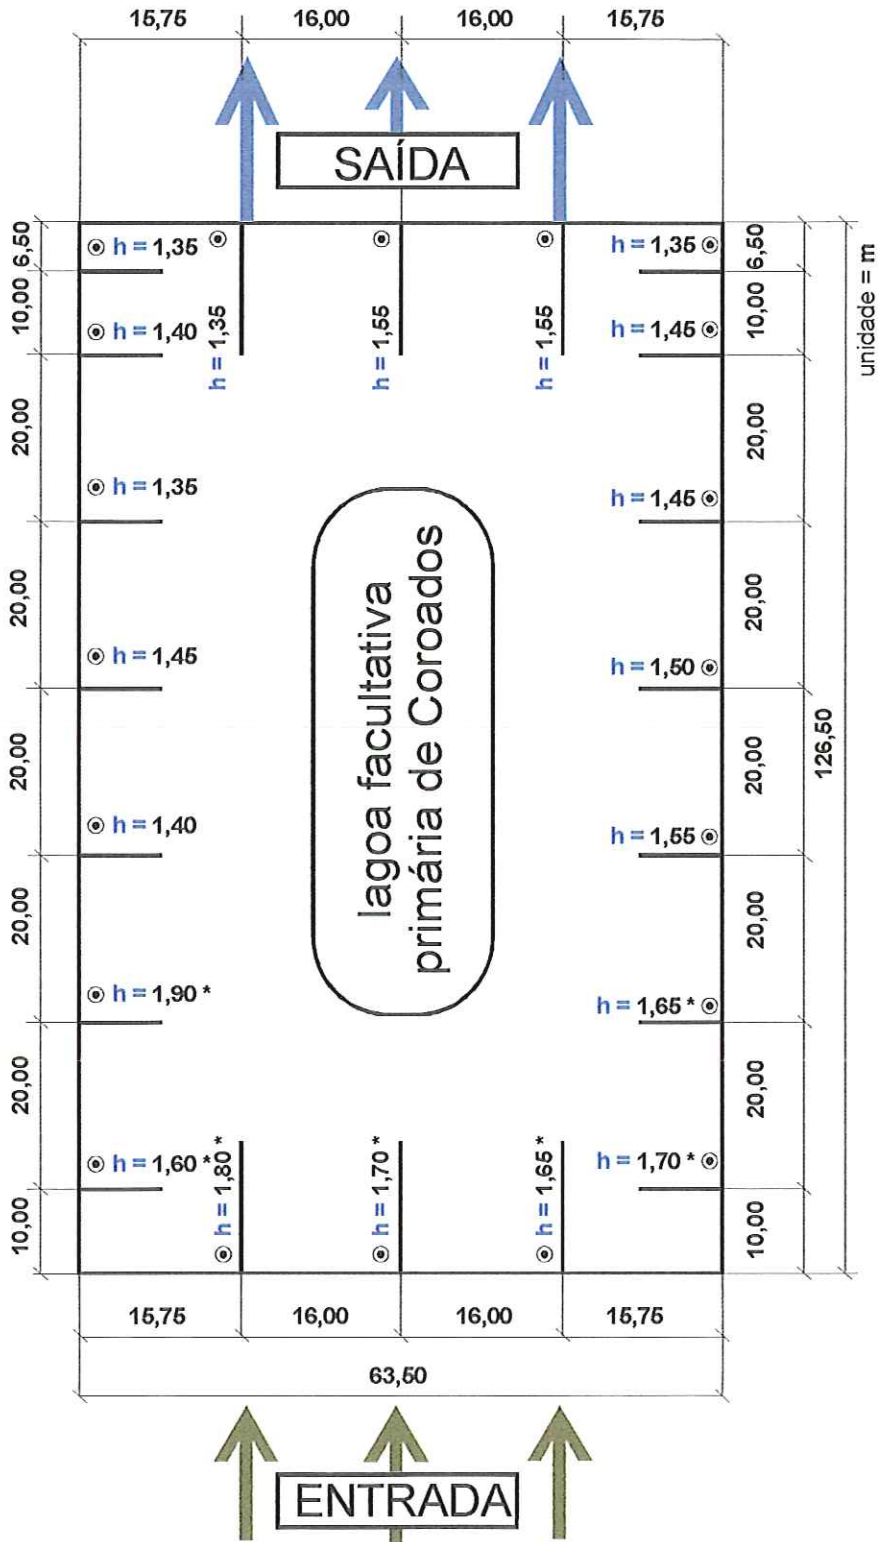 15,75 16,00 16,00 15,75
SAÍDA
6,50 h = 1,35 h = 1,35 6,50
10,00 h = 1,40 h = 1,35 h = 1,55 h = 1,55 h = 1,45 10,00
unidade = m
20,00 20,00
h = 1,35 h = 1,45
20,00 20,00
h = 1,45 h = 1,50
lagoa facultativa
primária de Coroados
20,00 20,00
126,50
h = 1,40 h = 1,55
20,00 20,00
h = 1,90 * h = 1,65 *
20,00 20,00
h = 1,60 * h = 1,80 * h = 1,70 * h = 1,65 * h = 1,70 *
10,00 10,00
15,75 16,00 16,00 15,75
63,50
ENTRADA